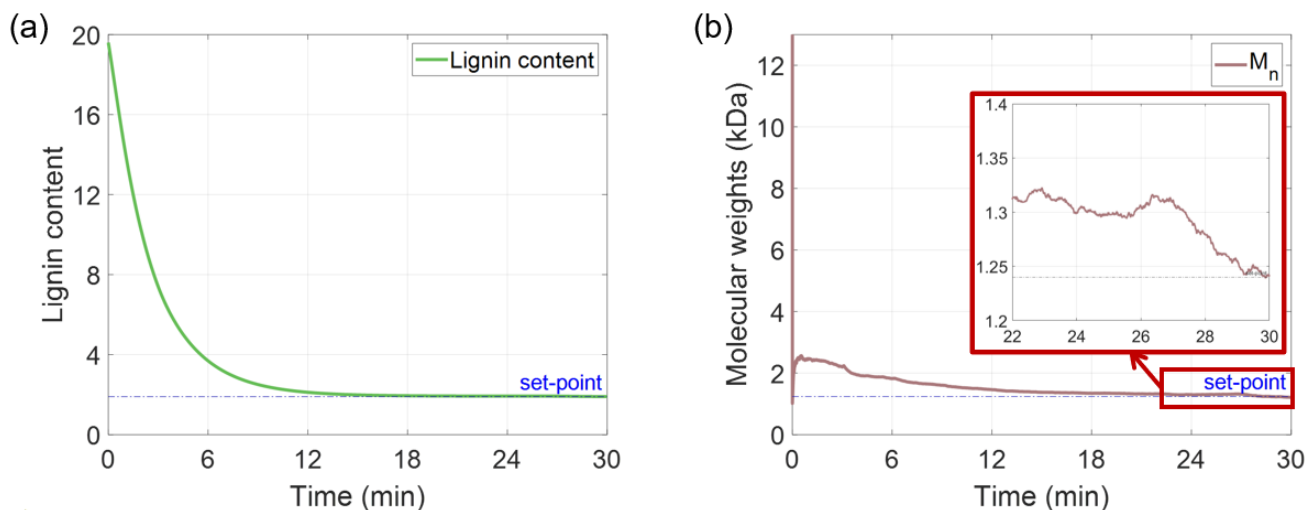 (a)
20
16
12
8
4
0
Lignin content
Lignin content
set-point
0 6 12 18 24 30
Time (min)
(b)
12
10
8
6
4
2
0
Molecular weights (kDa)
M_n
1.4
1.35
1.3
1.25
1.2
22 24 26 28 30
set-point
0 6 12 18 24 30
Time (min)